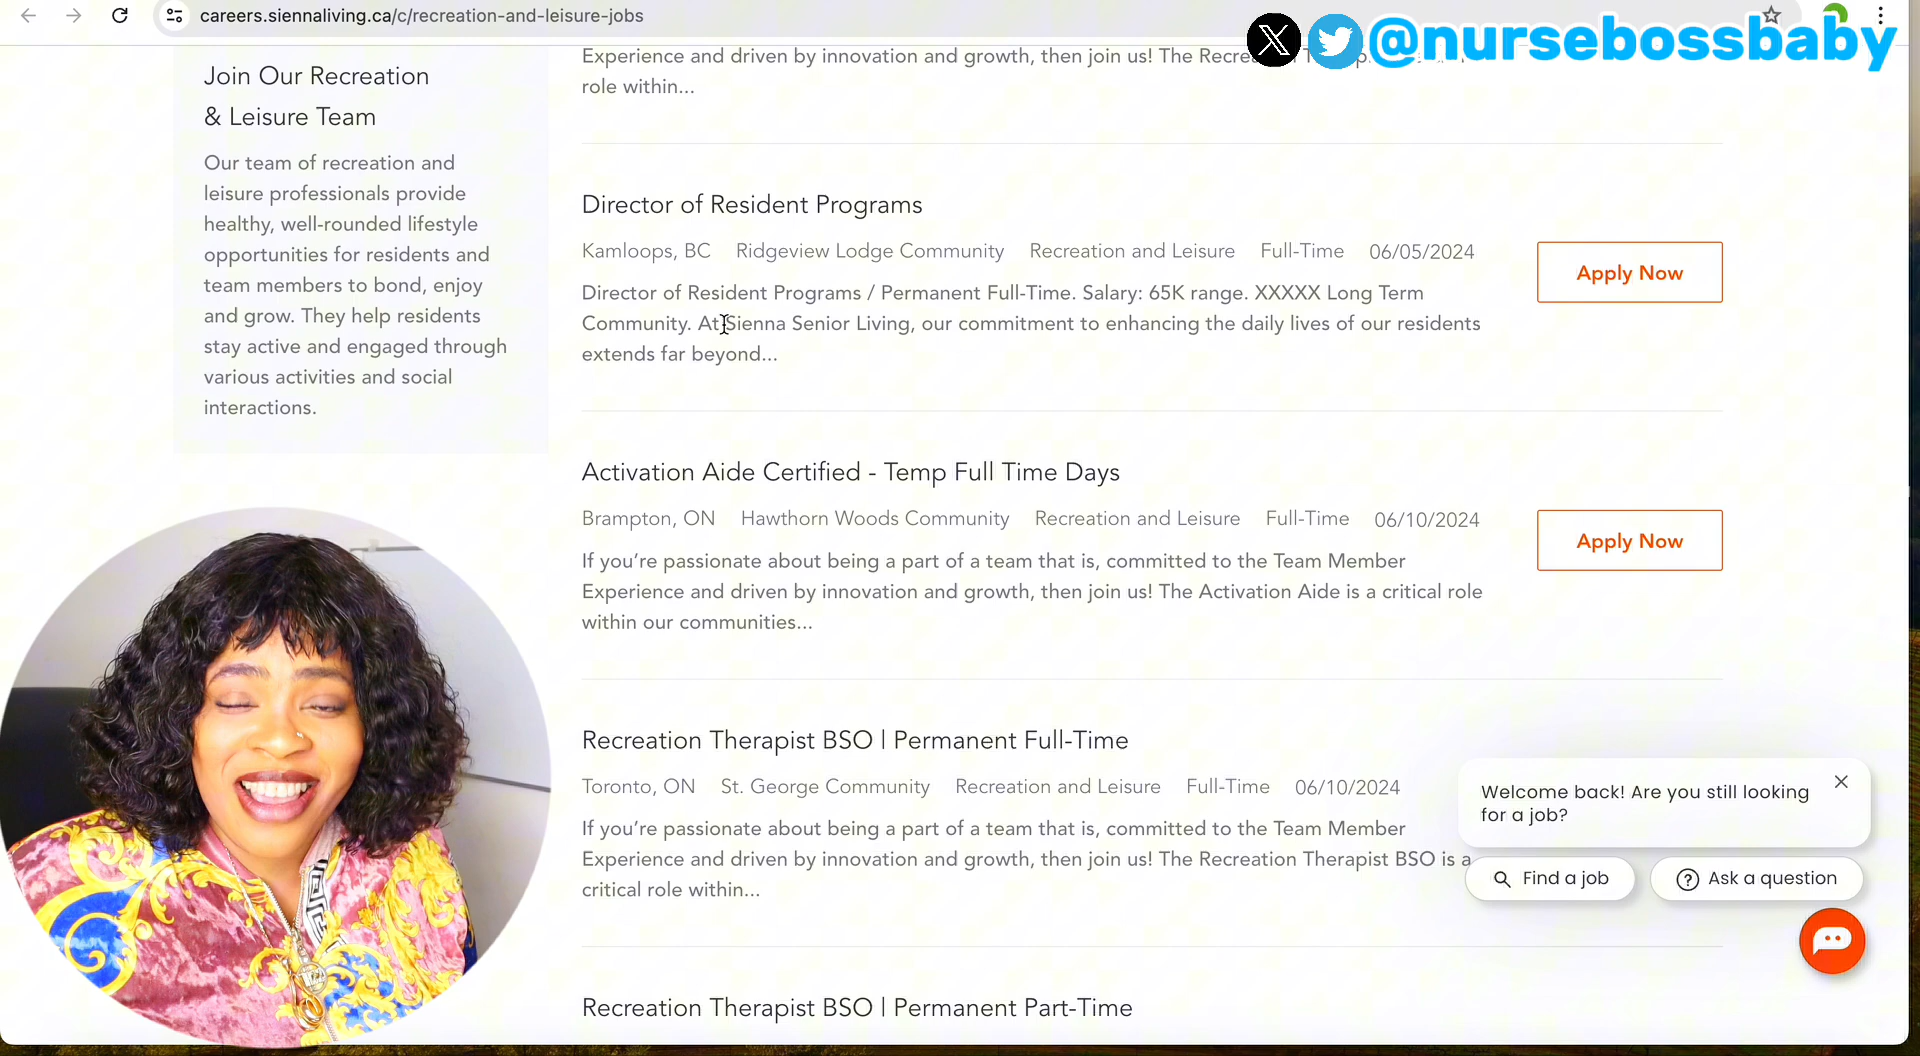 careers.siennaliving.ca/c/recreation-and-leisure-jobs
@nursebossbaby
Join Our Recreation
& Leisure Team
Our team of recreation and
leisure professionals provide
healthy, well-rounded lifestyle
opportunities for residents and
team members to bond, enjoy
and grow. They help residents
stay active and engaged through
various activities and social
interactions.
Experience and driven by innovation and growth, then join us! The
role within...
Director of Resident Programs
Kamloops, BC Ridgeview Lodge Community Recreation and Leisure Full-Time 06/05/2024
Director of Resident Programs / Permanent Full-Time. Salary: 65K range. XXXXX Long Term
Community. At Sienna Senior Living, our commitment to enhancing the daily lives of our residents
extends far beyond...
Apply Now
Activation Aide Certified - Temp Full Time Days
Brampton, ON Hawthorn Woods Community Recreation and Leisure Full-Time 06/10/2024
If you’re passionate about being a part of a team that is, committed to the Team Member
Experience and driven by innovation and growth, then join us! The Activation Aide is a critical role
within our communities...
Apply Now
Recreation Therapist BSO | Permanent Full-Time
Toronto, ON St. George Community Recreation and Leisure Full-Time 06/10/2024
If you’re passionate about being a part of a team that is, committed to the Team Member
Experience and driven by innovation and growth, then join us! The Recreation Therapist BSO is a
critical role within...
Welcome back! Are you still looking
for a job?
Find a job
Ask a question
Recreation Therapist BSO | Permanent Part-Time